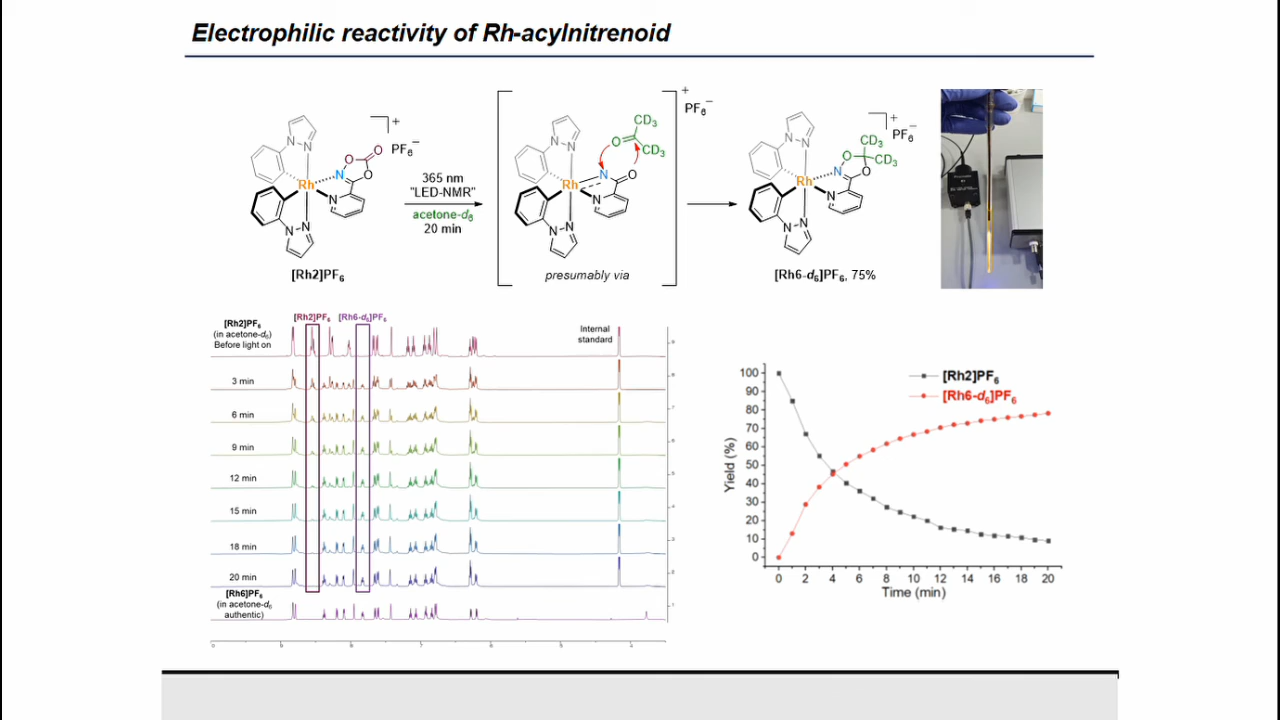 Electrophilic reactivity of Rh-acylnitrenoid
+
PF6−
N
N
O
O
O
N
Rh
N
N
N
[Rh2]PF6
365 nm
"LED-NMR"
acetone-d6
20 min
+
PF6−
N
N
CD3
O
CD3
N
O
Rh
N
N
N
presumably via
+
PF6−
N
N
CD3
O
CD3
N
O
Rh
N
N
N
[Rh6-d6]PF6, 75%
[Rh2]PF6
[Rh6-d6]PF6
[Rh2]PF6
(in acetone-d6)
Before light on
Internal
standard
3 min
6 min
9 min
12 min
15 min
18 min
20 min
[Rh6]PF6
(in acetone-d6
authentic)
[Rh2]PF6
[Rh6-d6]PF6
Yield (%)
100
90
80
70
60
50
40
30
20
10
0
0 2 4 6 8 10 12 14 16 18 20
Time (min)